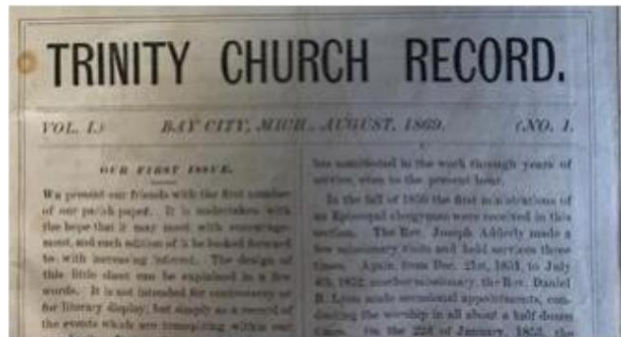 TRINITY CHURCH RECORD.
VOL. I.) BAY CITY, MICH., AUGUST, 1869. (NO. 1.
OUR FIRST ISSUE.
We present our friends with the first number
of our parish paper. It is undertaken with
the hope that it may meet with encourage-
ment, and each edition of it be looked forward
to with increasing interest. The design of
this little sheet can be explained in a few
words. It is not intended for controversy or
for literary display, but simply as a record of
the events which are transpiring within our
has ministered in the work through years of
service, even to the present hour.
In the fall of 1850 the first ministrations of
an Episcopal clergyman were received in this
section. The Rev. Joseph Adderly made a
few missionary visits and held services three
times. Again from Dec. 21st, 1851, to July
4th, 1852, another missionary, the Rev. Daniel
B. Lyon made occasional appointments, con-
ducting the worship in all about a half dozen
times. On the 22d of January, 1853, the